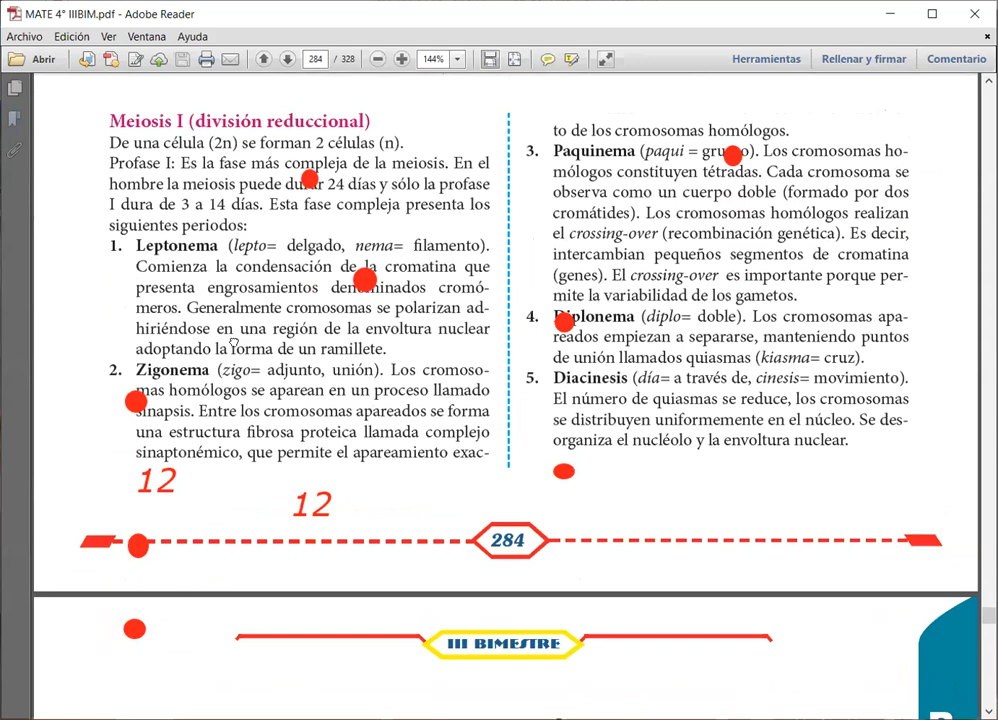 MATE 4° IIIBIM.pdf - Adobe Reader
Archivo Edición Ver Ventana Ayuda
Abrir 284 / 328 144% Herramientas Rellenar y firmar Comentario
Meiosis I (división reduccional)
De una célula (2n) se forman 2 células (n).
Profase I: Es la fase más compleja de la meiosis. En el
hombre la meiosis puede durar 24 días y sólo la profase
I dura de 3 a 14 días. Esta fase compleja presenta los
siguientes periodos:
1. Leptonema (lepto= delgado, nema= filamento).
Comienza la condensación de la cromatina que
presenta engrosamientos denominados cromó-
meros. Generalmente cromosomas se polarizan ad-
hiriéndose en una región de la envoltura nuclear
adoptando la forma de un ramillete.
2. Zigonema (zigo= adjunto, unión). Los cromoso-
mas homólogos se aparean en un proceso llamado
sinapsis. Entre los cromosomas apareados se forma
una estructura fibrosa proteica llamada complejo
sinaptonémico, que permite el apareamiento exac-
12
12
to de los cromosomas homólogos.
3. Paquinema (paqui = grueso). Los cromosomas ho-
mólogos constituyen tétradas. Cada cromosoma se
observa como un cuerpo doble (formado por dos
cromátides). Los cromosomas homólogos realizan
el crossing-over (recombinación genética). Es decir,
intercambian pequeños segmentos de cromatina
(genes). El crossing-over es importante porque per-
mite la variabilidad de los gametos.
4. Diplonema (diplo= doble). Los cromosomas apa-
reados empiezan a separarse, manteniendo puntos
de unión llamados quiasmas (kiasma= cruz).
5. Diacinesis (día= a través de, cinesis= movimiento).
El número de quiasmas se reduce, los cromosomas
se distribuyen uniformemente en el núcleo. Se des-
organiza el nucléolo y la envoltura nuclear.
284
III BIMESTRE